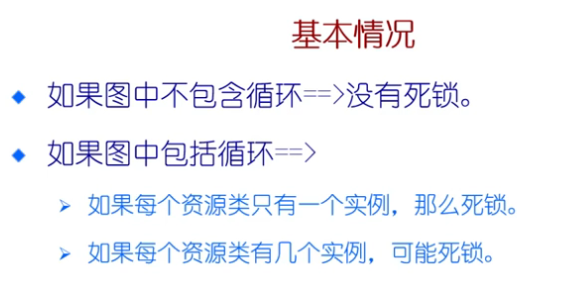 基本情况
如果图中不包含循环==>没有死锁。
如果图中包括循环==>
如果每个资源类只有一个实例，那么死锁。
如果每个资源类有几个实例，可能死锁。